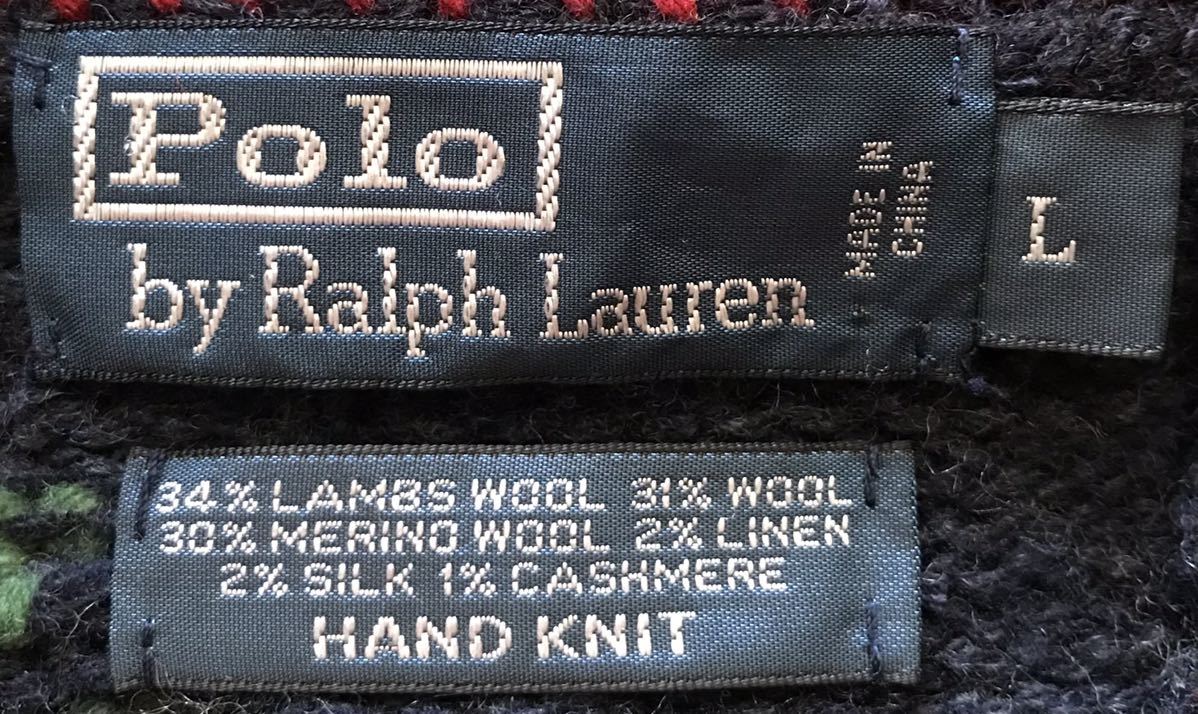 Polo
by Ralph Lauren
MADE IN
CHINA
L
34% LAMBS WOOL 31% WOOL
30% MERINO WOOL 2% LINEN
2% SILK 1% CASHMERE
HAND KNIT